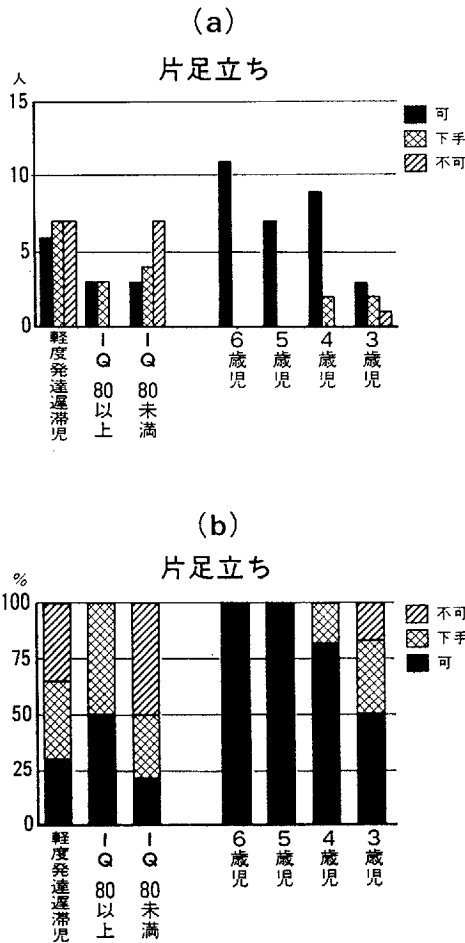 (a)
片足立ち
人
15
10
5
0
可
下手
不可
軽度発達遅滞児
IQ 80以上
IQ 80未満
6歳児
5歳児
4歳児
3歳児
(b)
片足立ち
%
100
75
50
25
0
不可
下手
可
軽度発達遅滞児
IQ 80以上
IQ 80未満
6歳児
5歳児
4歳児
3歳児